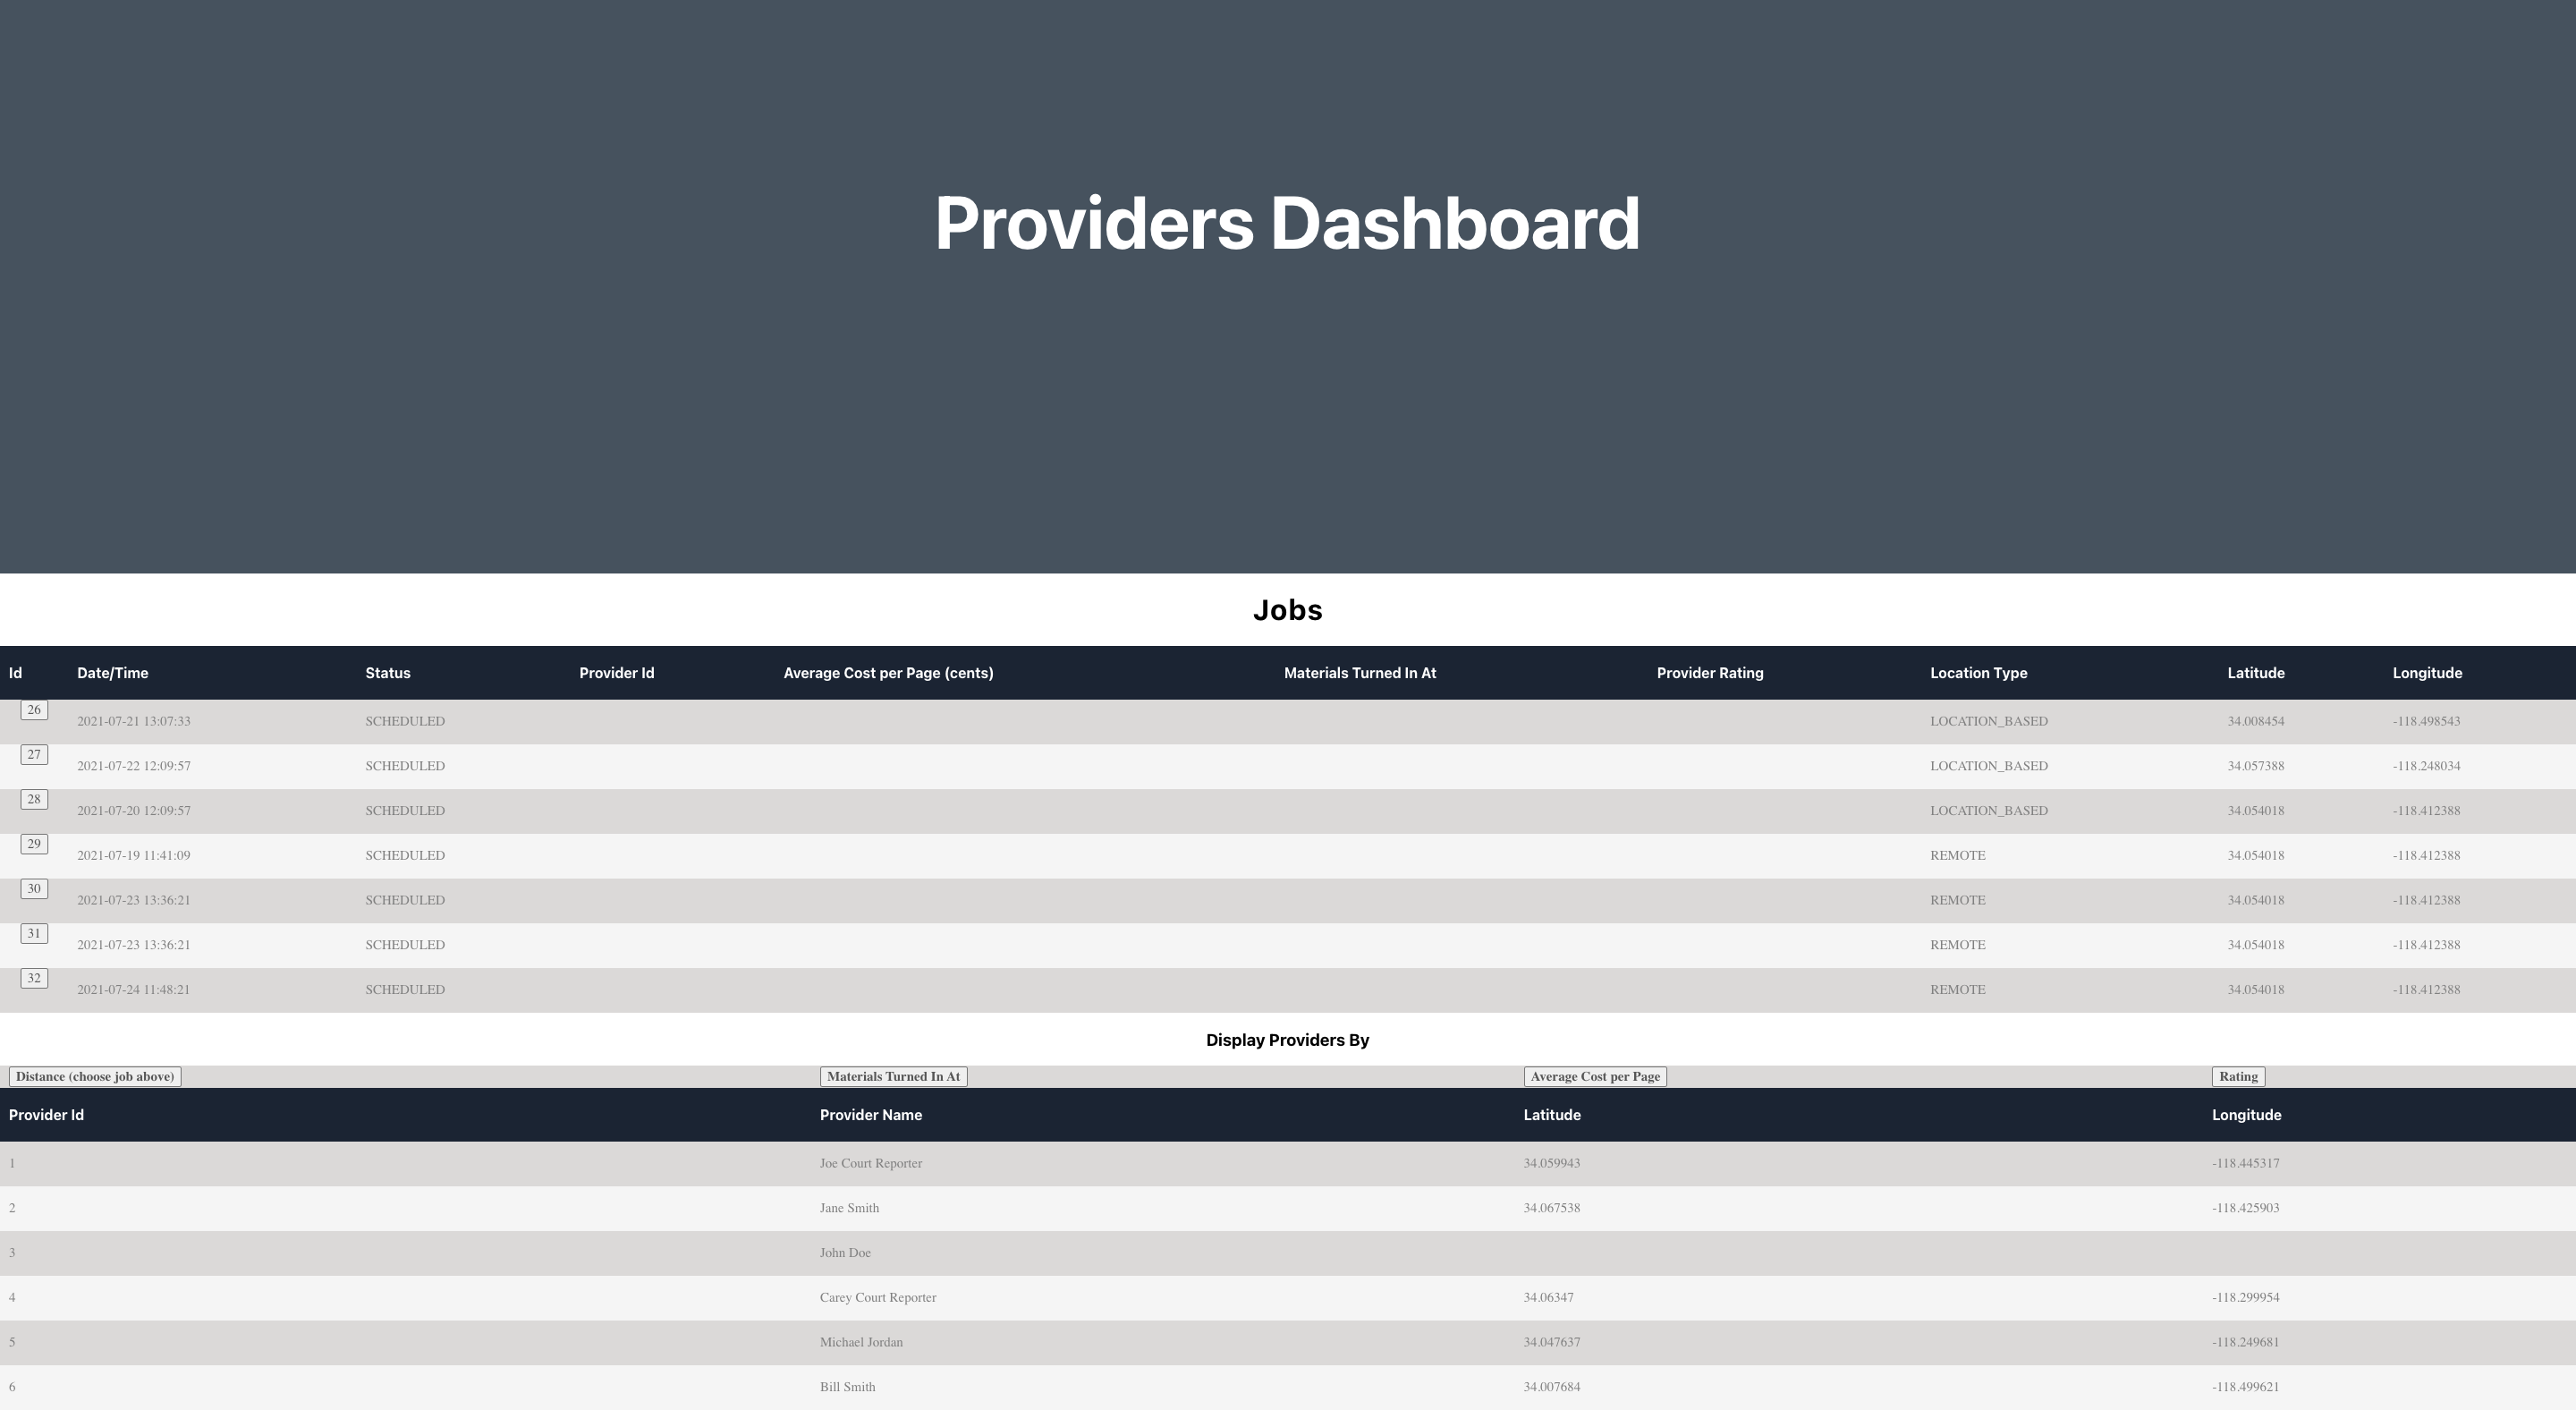 Providers Dashboard
Jobs
Id Date/Time Status Provider Id Average Cost per Page (cents) Materials Turned In At Provider Rating Location Type Latitude Longitude
26 2021-07-21 13:07:33 SCHEDULED LOCATION_BASED 34.008454 -118.498543
27 2021-07-22 12:09:57 SCHEDULED LOCATION_BASED 34.057388 -118.248034
28 2021-07-20 12:09:57 SCHEDULED LOCATION_BASED 34.054018 -118.412388
29 2021-07-19 11:41:09 SCHEDULED REMOTE 34.054018 -118.412388
30 2021-07-23 13:36:21 SCHEDULED REMOTE 34.054018 -118.412388
31 2021-07-23 13:36:21 SCHEDULED REMOTE 34.054018 -118.412388
32 2021-07-24 11:48:21 SCHEDULED REMOTE 34.054018 -118.412388
Display Providers By
Distance (choose job above) Materials Turned In At Average Cost per Page Rating
Provider Id Provider Name Latitude Longitude
1 Joe Court Reporter 34.059943 -118.445317
2 Jane Smith 34.067538 -118.425903
3 John Doe
4 Carey Court Reporter 34.06347 -118.299954
5 Michael Jordan 34.047637 -118.249681
6 Bill Smith 34.007684 -118.499621